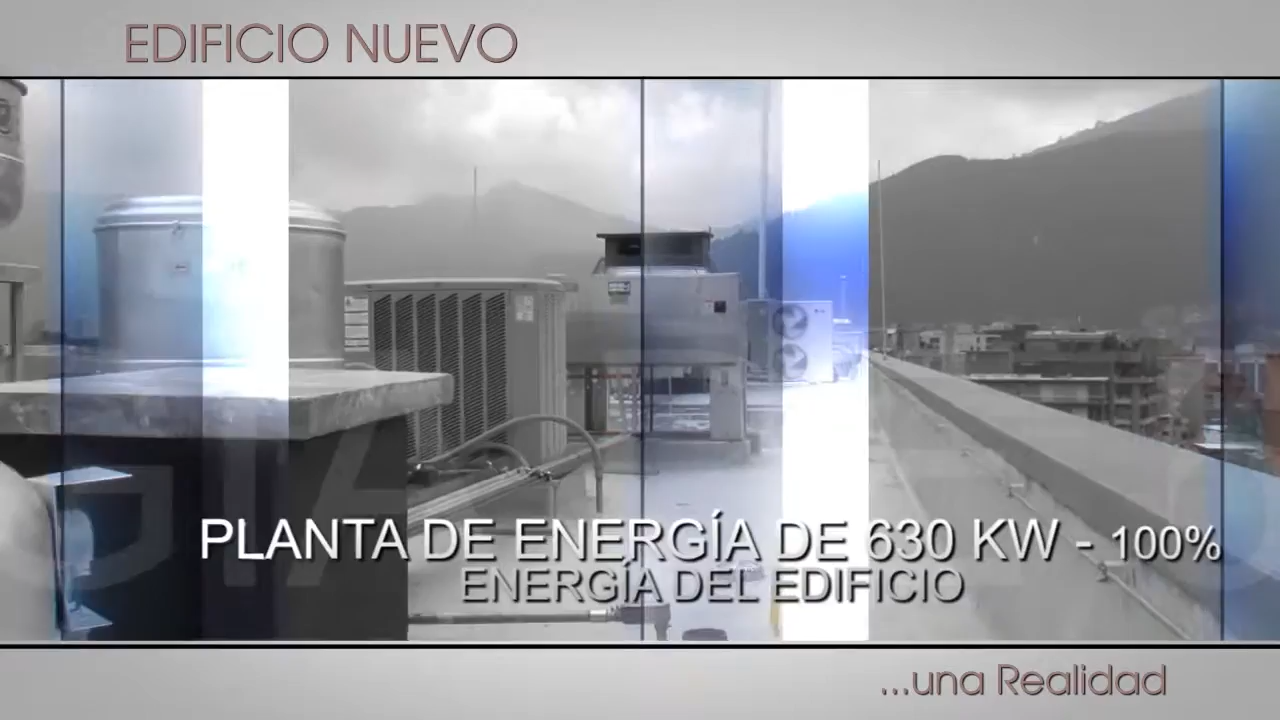 EDIFICIO NUEVO
PLANTA DE ENERGÍA DE 630 KW - 100%
ENERGÍA DEL EDIFICIO
...una Realidad